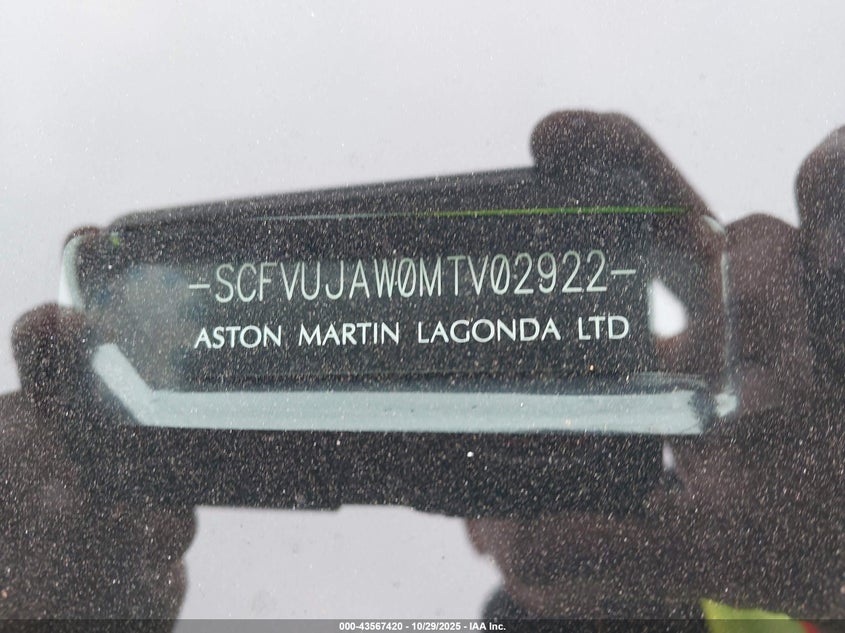 -SCFVUJAW0MTV02922-
ASTON MARTIN LAGONDA LTD
000-43567420 - 10/29/2025 - IAA Inc.